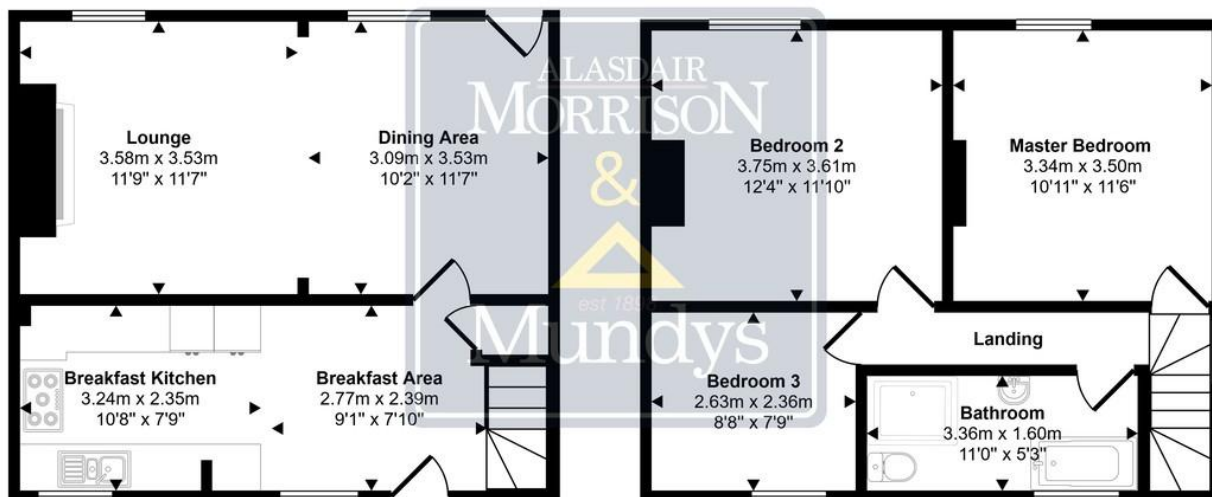 ALASDAIR
MORRISON
&
est 1896
Mundys
Lounge
3.58m x 3.53m
11'9" x 11'7"
Dining Area
3.09m x 3.53m
10'2" x 11'7"
Breakfast Kitchen
3.24m x 2.35m
10'8" x 7'9"
Breakfast Area
2.77m x 2.39m
9'1" x 7'10"
Bedroom 2
3.75m x 3.61m
12'4" x 11'10"
Master Bedroom
3.34m x 3.50m
10'11" x 11'6"
Landing
Bedroom 3
2.63m x 2.36m
8'8" x 7'9"
Bathroom
3.36m x 1.60m
11'0" x 5'3"